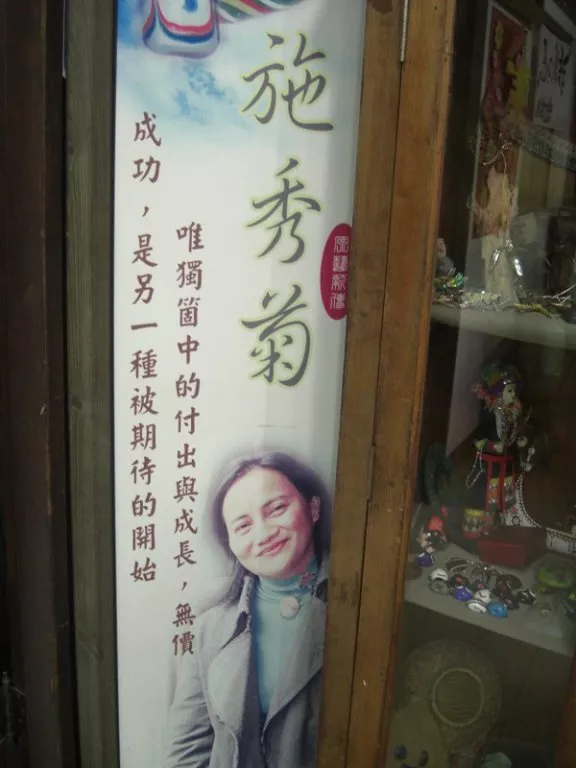 施秀菊
唯獨箇中的付出與成長，無價
成功，是另一種被期待的開始